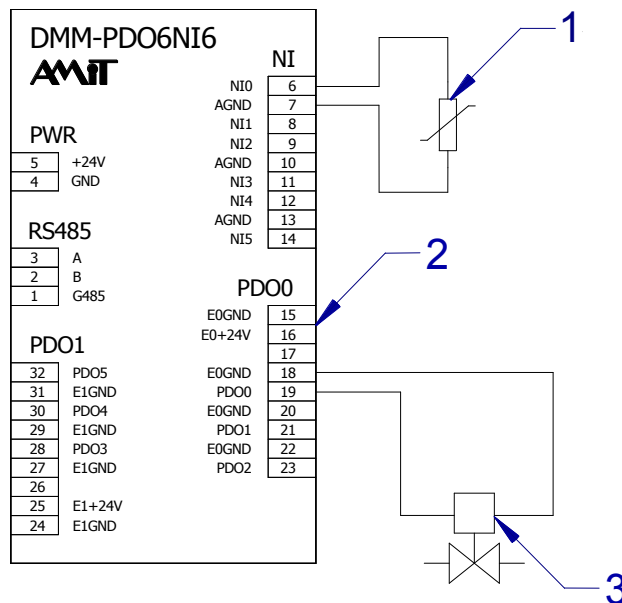 DMM-PDO6NI6
AMiT
NI
NI0 6
AGND 7
NI1 8
NI2 9
AGND 10
NI3 11
NI4 12
AGND 13
NI5 14
PWR
5 +24V
4 GND
RS485
3 A
2 B
1 G485
PDO0
E0GND 15
E0+24V 16
17
E0GND 18
PDO0 19
E0GND 20
PDO1 21
E0GND 22
PDO2 23
PDO1
32 PDO5
31 E1GND
30 PDO4
29 E1GND
28 PDO3
27 E1GND
26
25 E1+24V
24 E1GND
1
2
3